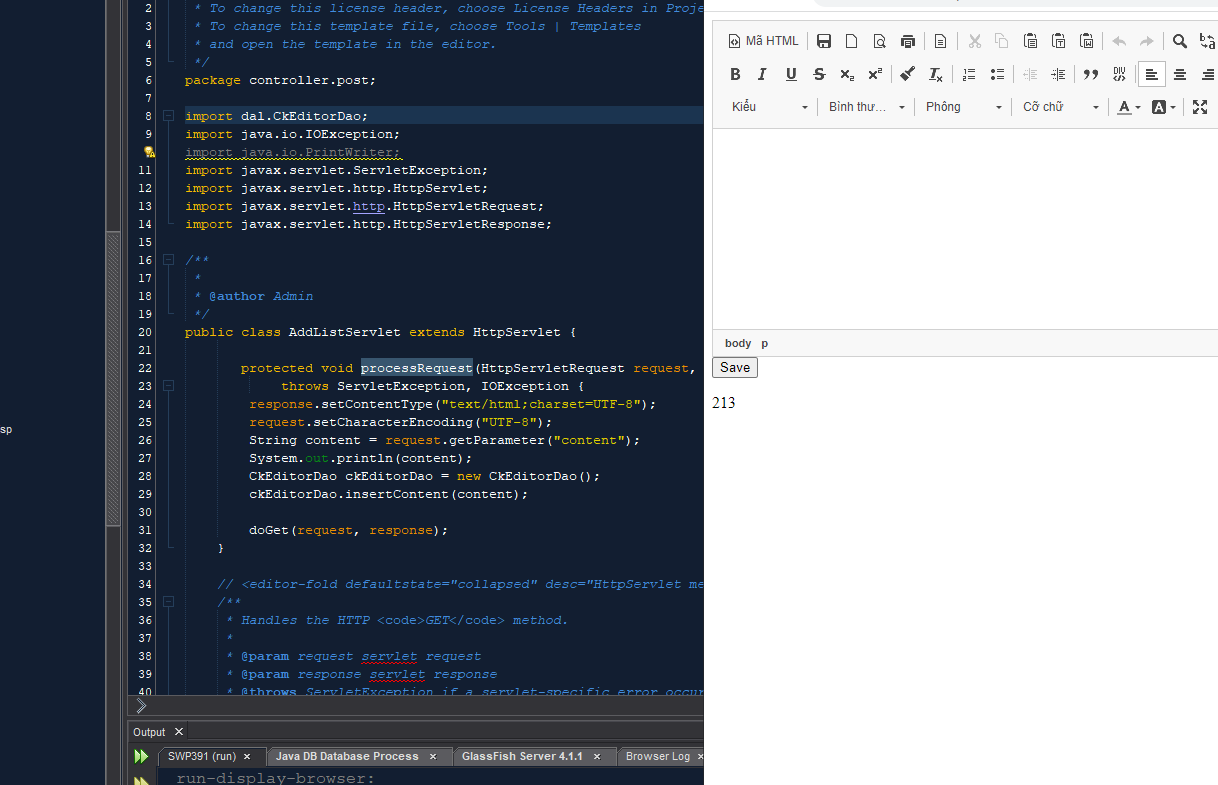 sp
2 * To change this license header, choose License Headers in Proje
3 * To change this template file, choose Tools | Templates
4 * and open the template in the editor.
5 */
6 package controller.post;
7
8 import dal.CkEditorDao;
9 import java.io.IOException;
import java.io.PrintWriter;
11 import javax.servlet.ServletException;
12 import javax.servlet.http.HttpServlet;
13 import javax.servlet.http.HttpServletRequest;
14 import javax.servlet.http.HttpServletResponse;
15
16 /**
17 *
18 * @author Admin
19 */
20 public class AddListServlet extends HttpServlet {
21
22 protected void processRequest(HttpServletRequest request,
23 throws ServletException, IOException {
24 response.setContentType("text/html;charset=UTF-8");
25 request.setCharacterEncoding("UTF-8");
26 String content = request.getParameter("content");
27 System.out.println(content);
28 CkEditorDao ckEditorDao = new CkEditorDao();
29 ckEditorDao.insertContent(content);
30
31 doGet(request, response);
32 }
33
34 // <editor-fold defaultstate="collapsed" desc="HttpServlet me
35 /**
36 * Handles the HTTP <code>GET</code> method.
37 *
38 * @param request servlet request
39 * @param response servlet response
40 * @throws ServletException if a servlet-specific error occur
Output
SWP391 (run) Java DB Database Process GlassFish Server 4.1.1 Browser Log
run-display-browser:
Mã HTML
B I U S x₂ x² Tx
DIV
Kiểu Bình thư... Phông Cỡ chữ A A
body p
Save
213